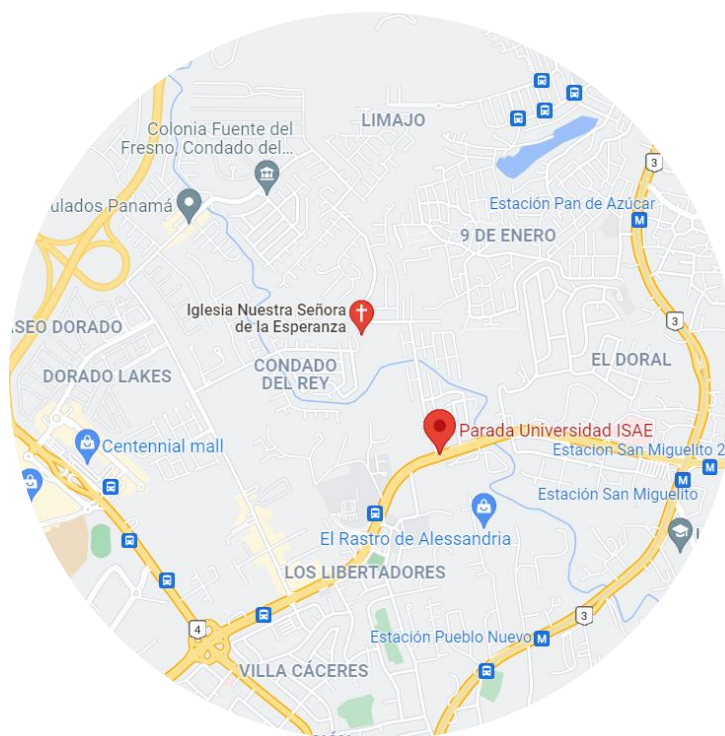 LIMAJO
Colonia Fuente del
Fresno, Condado del...
3
ulados Panamá
Estación Pan de Azúcar
M
9 DE ENERO
Iglesia Nuestra Señora
de la Esperanza
3
SEO DORADO
EL DORAL
CONDADO
DEL REY
DORADO LAKES
Parada Universidad ISAE
Centennial mall
Estacion San Miguelito 2
M
Estación San Miguelito
El Rastro de Alessandria
LOS LIBERTADORES
3
4
Estación Pueblo Nuevo
M
VILLA CÁCERES